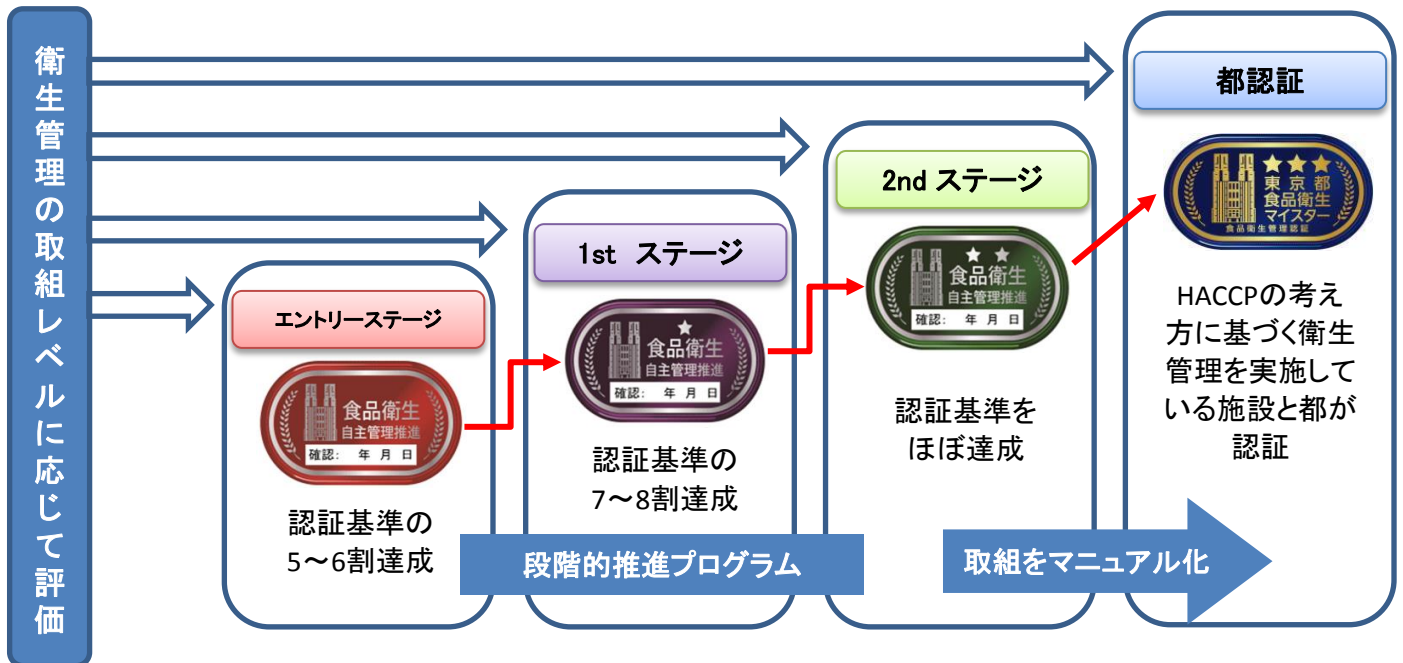 衛生管理の取組レベルに応じて評価
エントリーステージ
食品衛生
自主管理推進
確認: 年 月 日
認証基準の
5～6割達成
1st ステージ
★
食品衛生
自主管理推進
確認: 年 月 日
認証基準の
7～8割達成
2nd ステージ
★ ★
食品衛生
自主管理推進
確認: 年 月 日
認証基準を
ほぼ達成
都認証
★★★
東京都
食品衛生
マイスター
食品衛生管理認証
HACCPの考え
方に基づく衛生
管理を実施して
いる施設と都が
認証
段階的推進プログラム
取組をマニュアル化